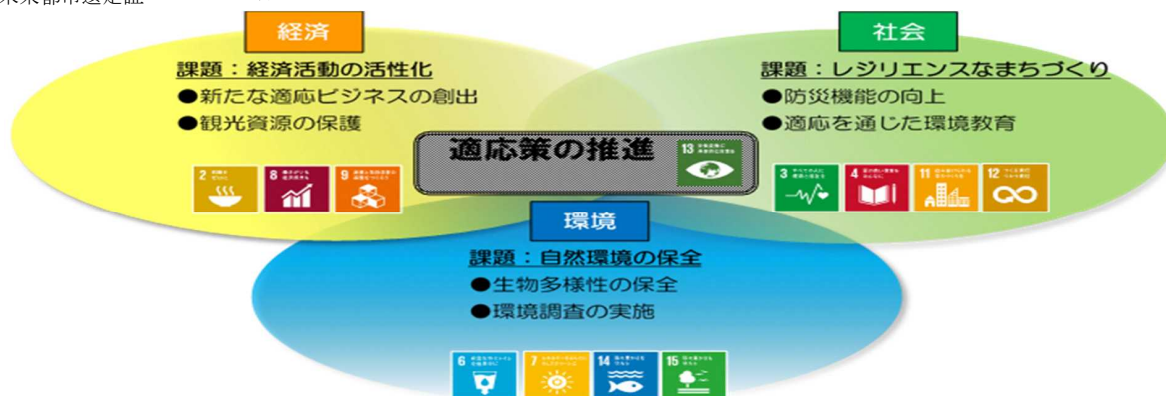 経済
課題：経済活動の活性化
●新たな適応ビジネスの創出
●観光資源の保護
2
8
9
社会
課題：レジリエンスなまちづくり
●防災機能の向上
●適応を通じた環境教育
3
4
11
12
適応策の推進
13
環境
課題：自然環境の保全
●生物多様性の保全
●環境調査の実施
6
7
14
15